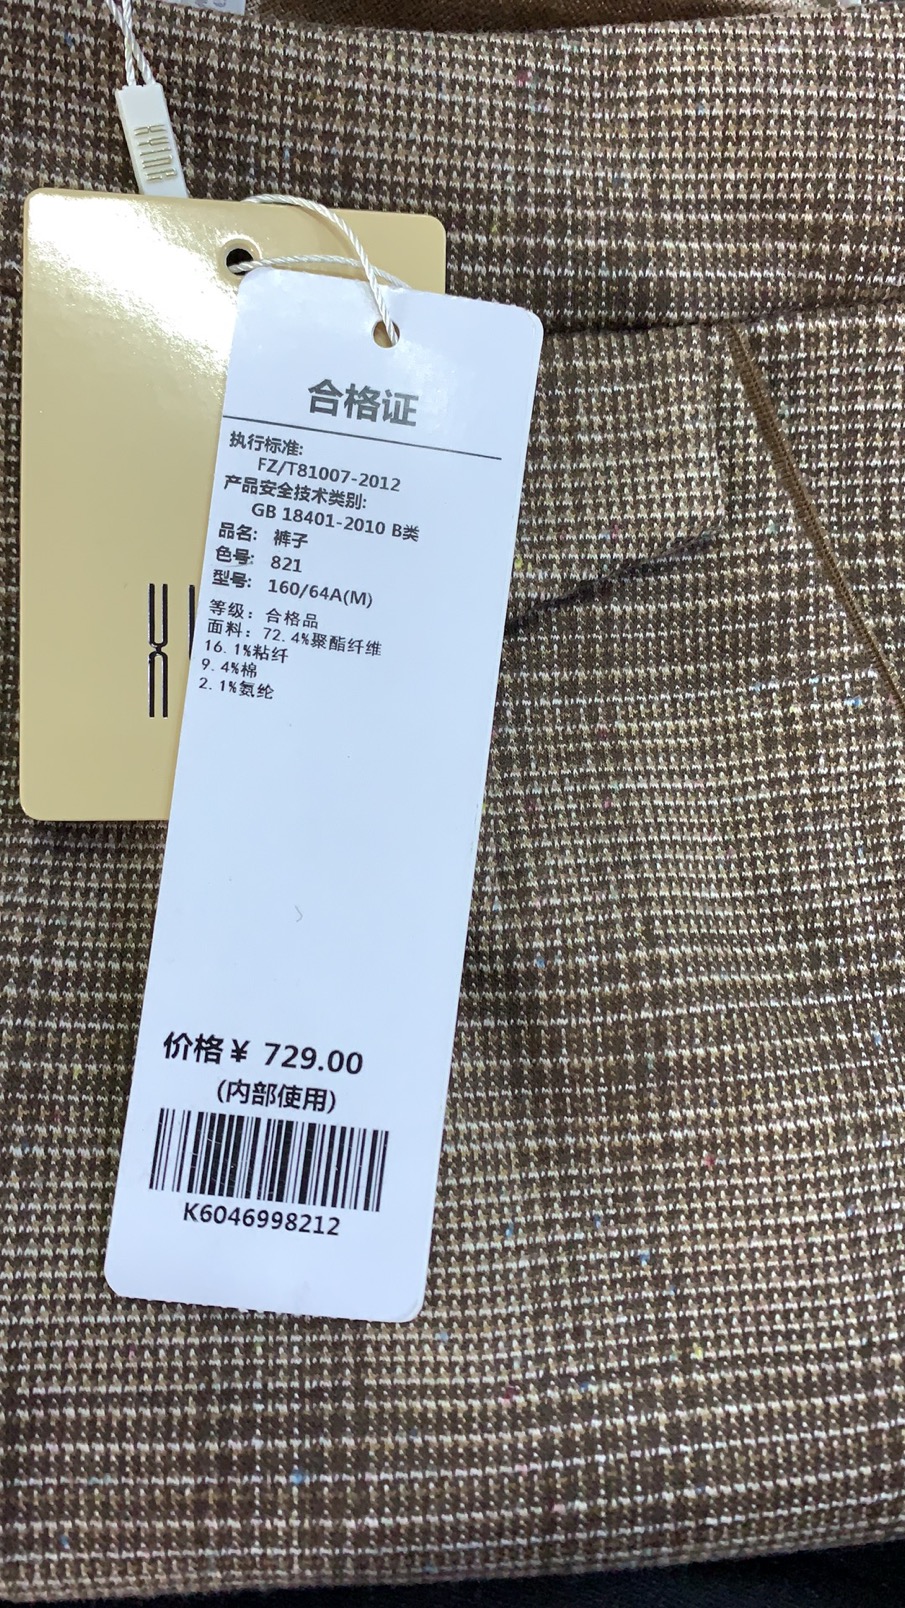 合格证
执行标准:
FZ/T81007-2012
产品安全技术类别:
GB 18401-2010 B类
品名: 裤子
色号: 821
型号: 160/64A(M)
等级: 合格品
面料: 72.4%聚酯纤维
16.1%粘纤
9.4%棉
2.1%氨纶
价格¥ 729.00
(内部使用)
K6046998212